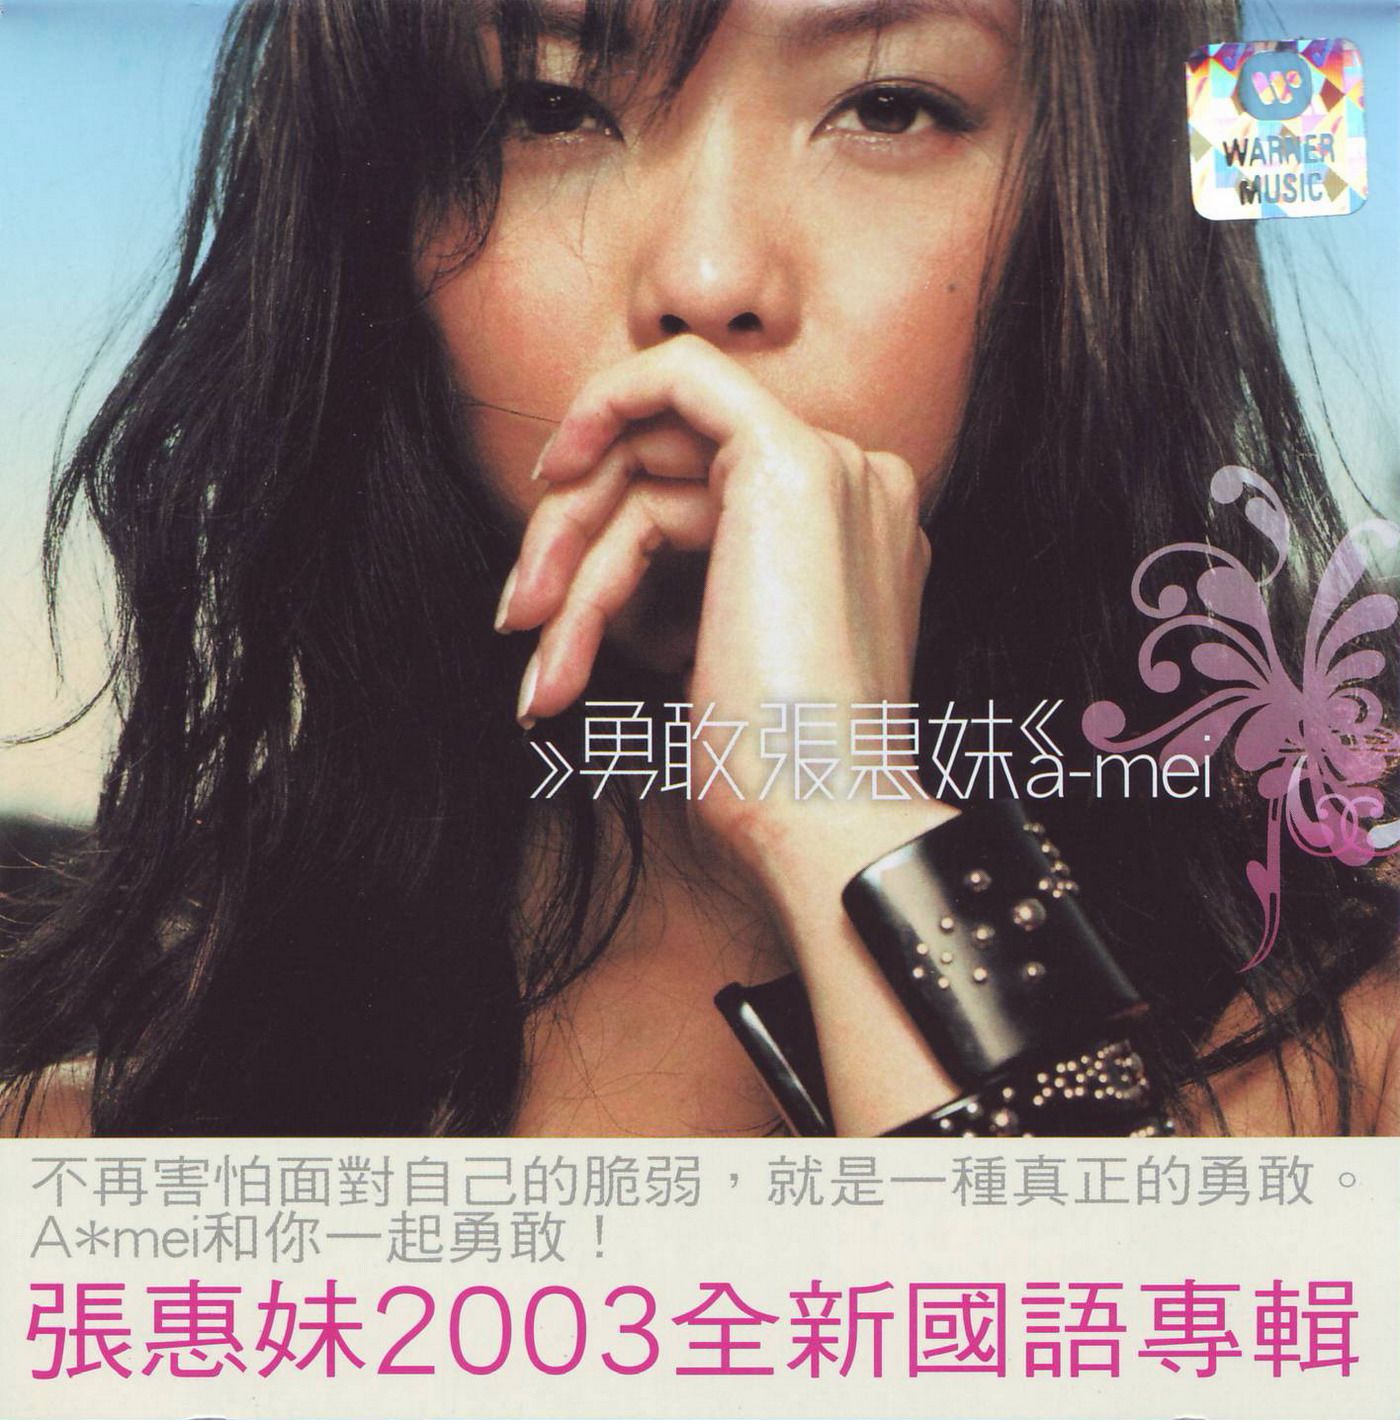 WARNER
MUSIC
》勇敢張惠妹《a-mei
不再害怕面對自己的脆弱，就是一種真正的勇敢。
A*mei和你一起勇敢！
張惠妹2003全新國語專輯